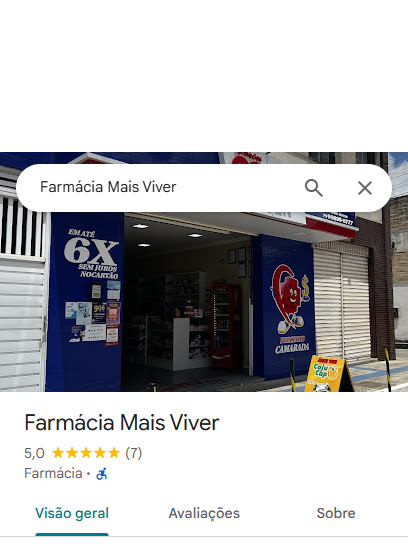 Farmácia Mais Viver
EM ATÉ
6X
SEM JUROS
NO CARTÃO
PRECINHO
CAMARADA
Farmácia Mais Viver
5,0 (7)
Farmácia ·
Visão geral
Avaliações
Sobre